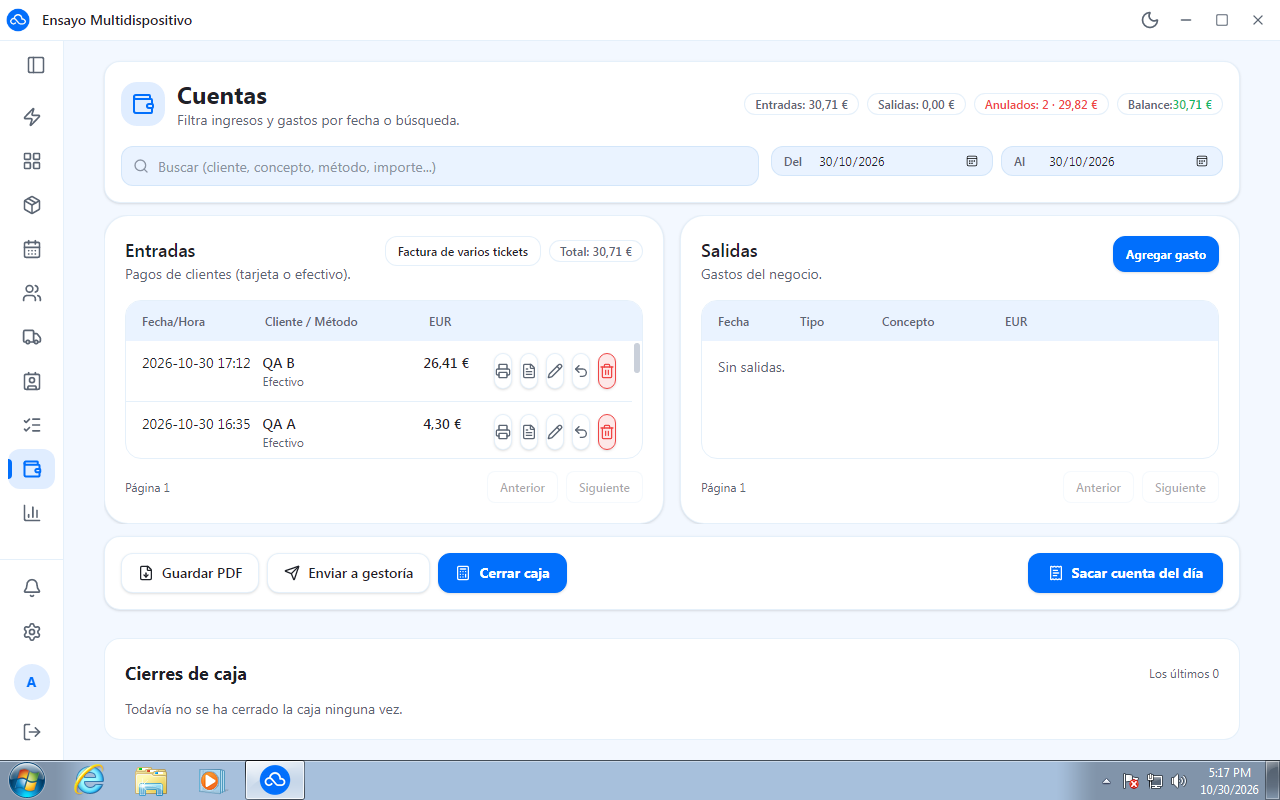 Ensayo Multidispositivo
Cuentas
Filtra ingresos y gastos por fecha o búsqueda.
Entradas: 30,71 €
Salidas: 0,00 €
Anulados: 2 · 29,82 €
Balance:30,71 €
Buscar (cliente, concepto, método, importe...)
Del 30/10/2026
Al 30/10/2026
Entradas
Pagos de clientes (tarjeta o efectivo).
Factura de varios tickets
Total: 30,71 €
Fecha/Hora Cliente / Método EUR
2026-10-30 17:12 QA B 26,41 €
Efectivo
2026-10-30 16:35 QA A 4,30 €
Efectivo
Página 1
Anterior
Siguiente
Salidas
Gastos del negocio.
Agregar gasto
Fecha Tipo Concepto EUR
Sin salidas.
Página 1
Anterior
Siguiente
Guardar PDF
Enviar a gestoría
Cerrar caja
Sacar cuenta del día
Cierres de caja
Los últimos 0
Todavía no se ha cerrado la caja ninguna vez.
A
5:17 PM
10/30/2026